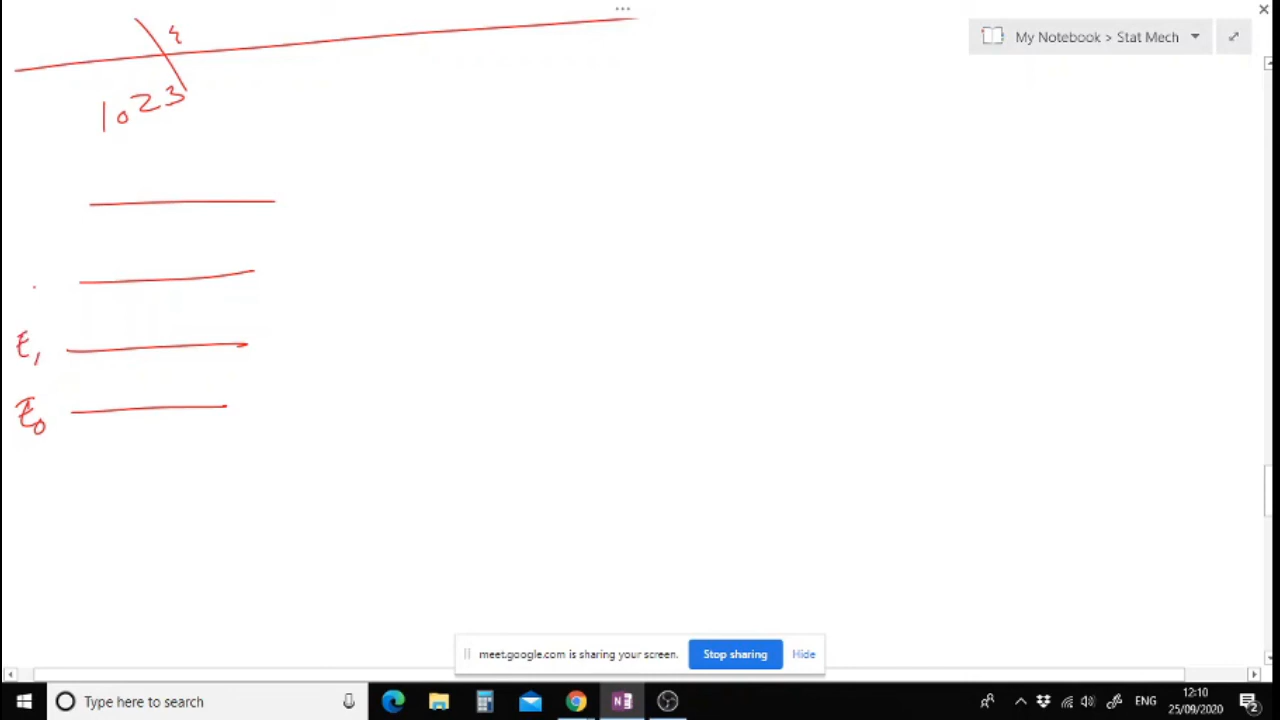 My Notebook > Stat Mech
1023
E1
E0
meet.google.com is sharing your screen.
Stop sharing
Hide
Type here to search
ENG
12:10
25/09/2020
2